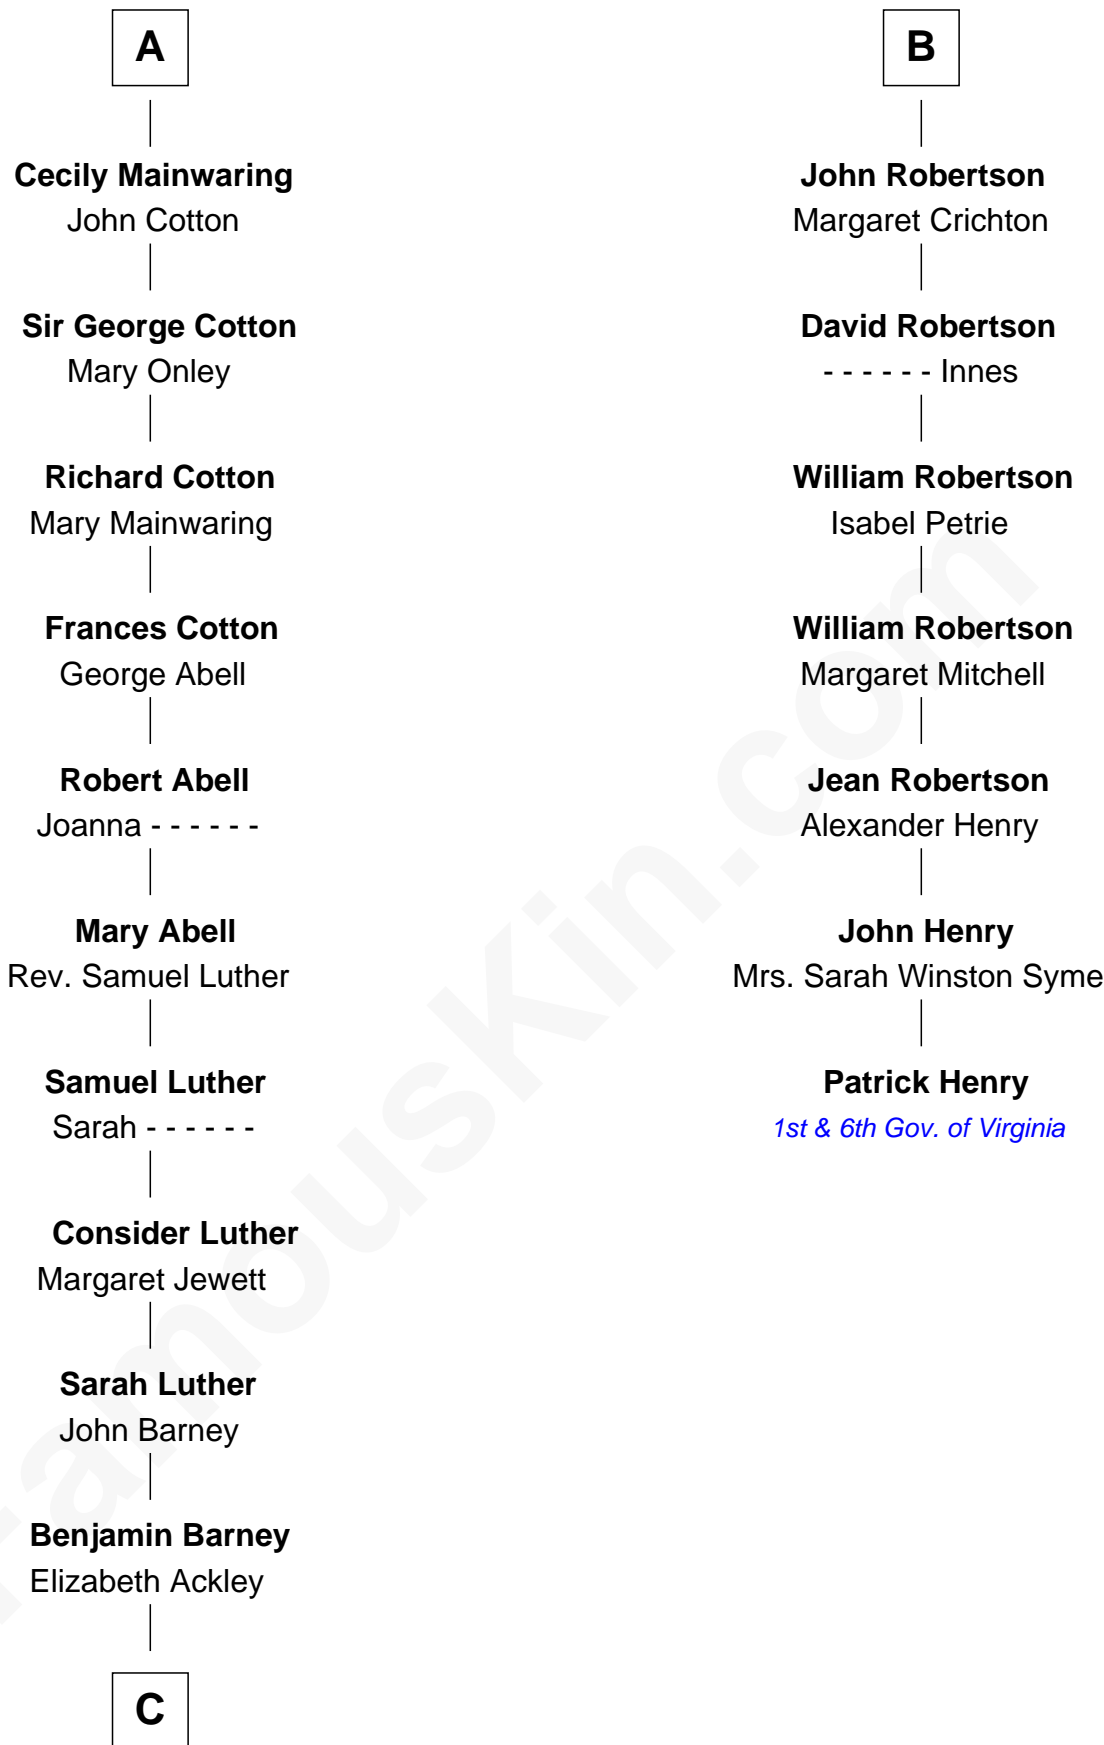 A
Cecily Mainwaring
John Cotton
Sir George Cotton
Mary Onley
Richard Cotton
Mary Mainwaring
Frances Cotton
George Abell
Robert Abell
Joanna - - - - - -
Mary Abell
Rev. Samuel Luther
Samuel Luther
Sarah - - - - - -
Consider Luther
Margaret Jewett
Sarah Luther
John Barney
Benjamin Barney
Elizabeth Ackley
C
B
John Robertson
Margaret Crichton
David Robertson
- - - - - - Innes
William Robertson
Isabel Petrie
William Robertson
Margaret Mitchell
Jean Robertson
Alexander Henry
John Henry
Mrs. Sarah Winston Syme
Patrick Henry
1st & 6th Gov. of Virginia
FamousKin.com